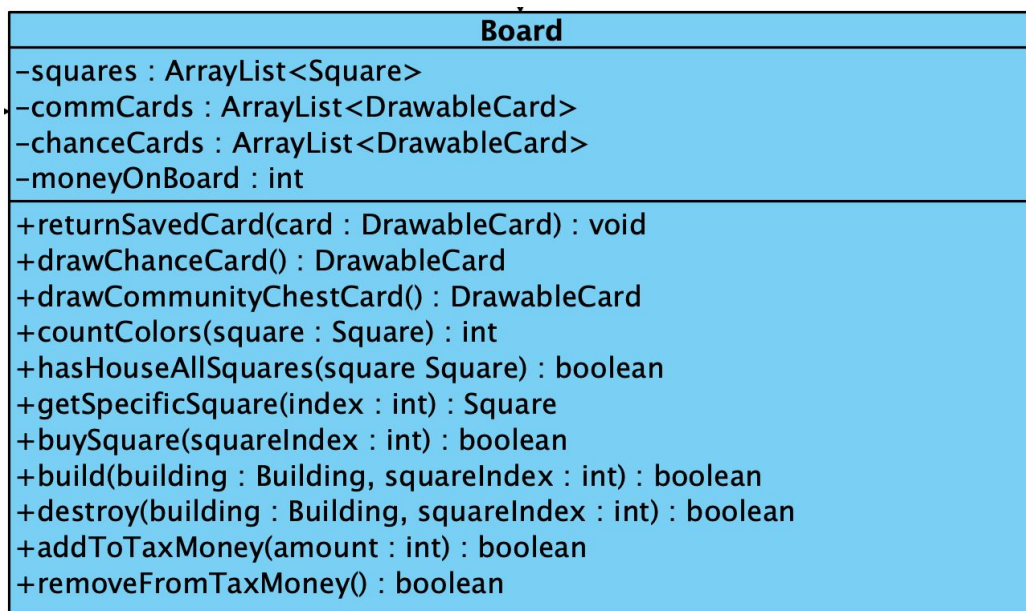 Board
-squares : ArrayList<Square>
-commCards : ArrayList<DrawableCard>
-chanceCards : ArrayList<DrawableCard>
-moneyOnBoard : int
+returnSavedCard(card : DrawableCard) : void
+drawChanceCard() : DrawableCard
+drawCommunityChestCard() : DrawableCard
+countColors(square : Square) : int
+hasHouseAllSquares(square Square) : boolean
+getSpecificSquare(index : int) : Square
+buySquare(squareIndex : int) : boolean
+build(building : Building, squareIndex : int) : boolean
+destroy(building : Building, squareIndex : int) : boolean
+addToTaxMoney(amount : int) : boolean
+removeFromTaxMoney() : boolean